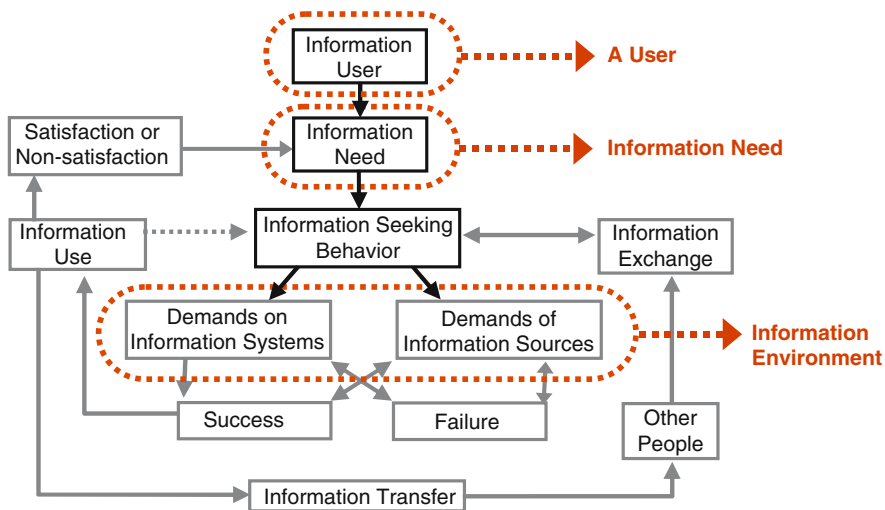 Information
User
A User
Satisfaction or
Non-satisfaction
Information
Need
Information Need
Information
Use
Information Seeking
Behavior
Information
Exchange
Demands on
Information Systems
Demands of
Information Sources
Information
Environment
Success
Failure
Other
People
Information Transfer